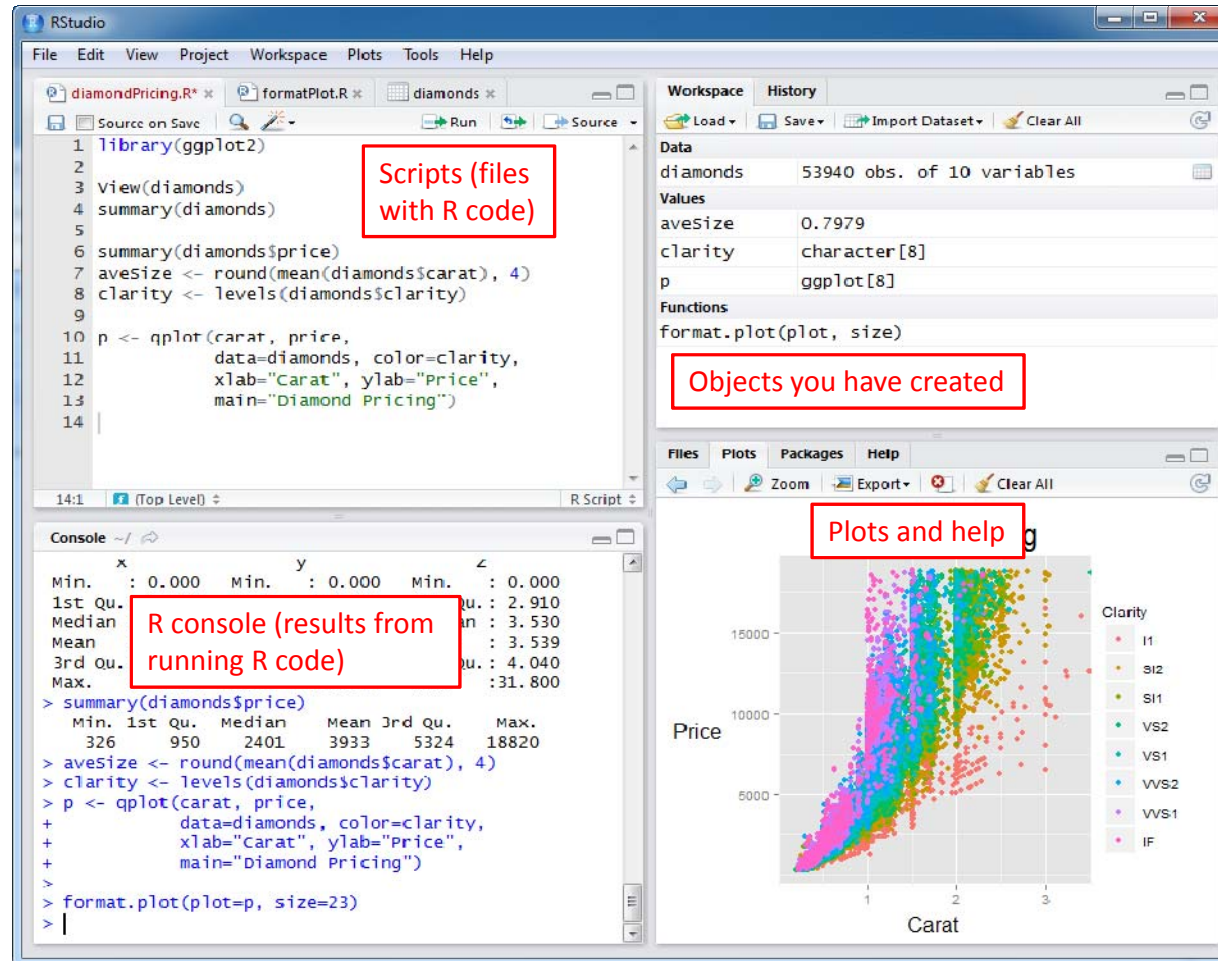 RStudio
File Edit View Project Workspace Plots Tools Help
diamondPricing.R* formatPlot.R diamonds
Source on Save Run Source
1 library(ggplot2)
2
3 View(diamonds)
4 summary(diamonds)
5
6 summary(diamonds$price)
7 aveSize <- round(mean(diamonds$carat), 4)
8 clarity <- levels(diamonds$clarity)
9
10 p <- qplot(carat, price,
11 data=diamonds, color=clarity,
12 xlab="Carat", ylab="Price",
13 main="Diamond Pricing")
14
Scripts (files
with R code)
14:1 (Top Level) R Script
Console ~/
x y z
Min. : 0.000 Min. : 0.000 Min. : 0.000
1st Qu. Qu.: 2.910
Median an : 3.530
Mean : 3.539
3rd Qu. Qu.: 4.040
Max. :31.800
R console (results from
running R code)
> summary(diamonds$price)
Min. 1st Qu. Median Mean 3rd Qu. Max.
326 950 2401 3933 5324 18820
> aveSize <- round(mean(diamonds$carat), 4)
> clarity <- levels(diamonds$clarity)
> p <- qplot(carat, price,
+ data=diamonds, color=clarity,
+ xlab="Carat", ylab="Price",
+ main="Diamond Pricing")
>
> format.plot(plot=p, size=23)
>
Workspace History
Load Save Import Dataset Clear All
Data
diamonds 53940 obs. of 10 variables
Values
aveSize 0.7979
clarity character[8]
p ggplot[8]
Functions
format.plot(plot, size)
Objects you have created
Files Plots Packages Help
Zoom Export Clear All
Plots and help
g
Price
15000
10000
5000
1 2 3
Carat
Clarity
I1
SI2
SI1
VS2
VS1
VVS2
VVS1
IF